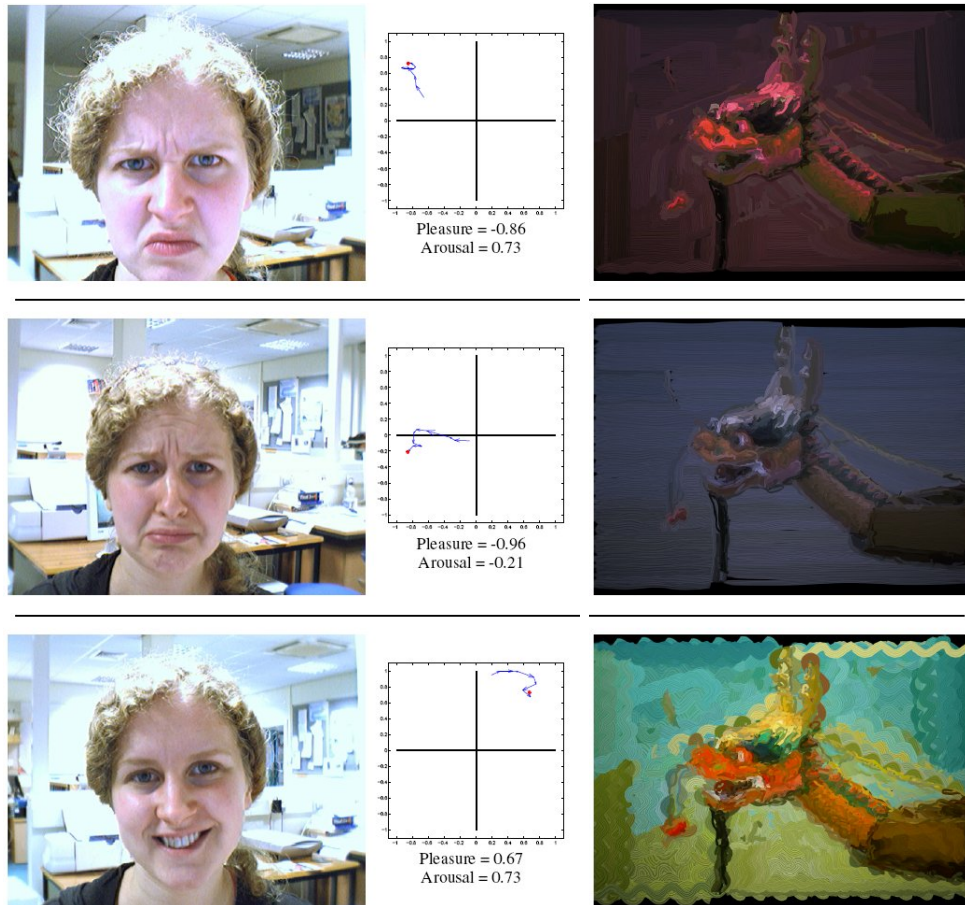 Pleasure = -0.86
Arousal = 0.73
Pleasure = -0.96
Arousal = -0.21
Pleasure = 0.67
Arousal = 0.73